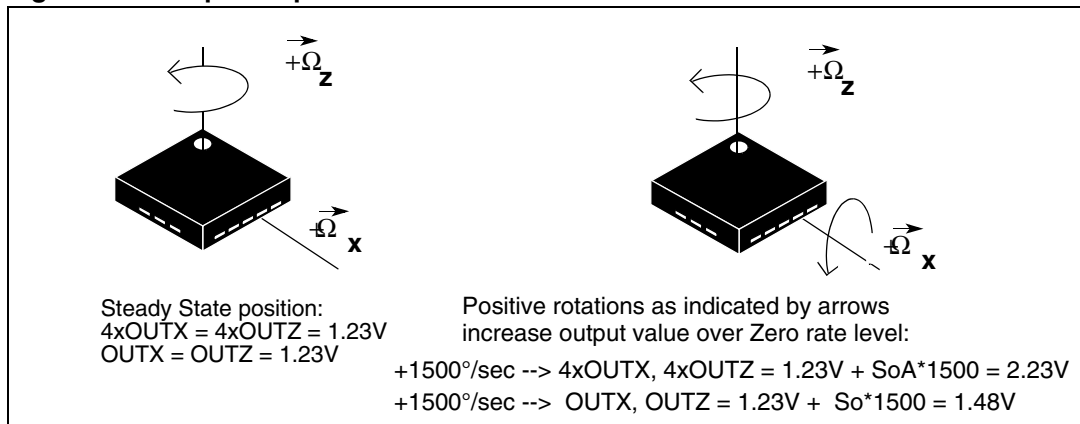 +Ω Z
+Ω Z
+Ω X
+Ω X
Steady State position:
4xOUTX = 4xOUTZ = 1.23V
OUTX = OUTZ = 1.23V
Positive rotations as indicated by arrows
increase output value over Zero rate level:
+1500°/sec --> 4xOUTX, 4xOUTZ = 1.23V + SoA*1500 = 2.23V
+1500°/sec --> OUTX, OUTZ = 1.23V + So*1500 = 1.48V